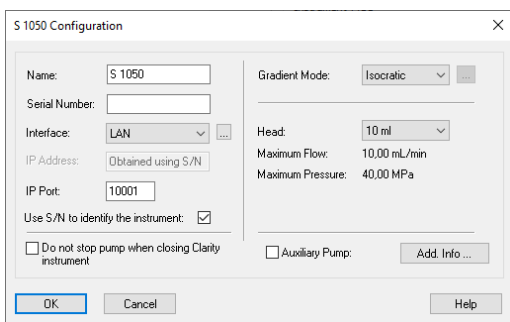 S 1050 Configuration
Name: S 1050
Serial Number:
Interface: LAN ...
IP Address: Obtained using S/N
IP Port: 10001
Use S/N to identify the instrument:
Do not stop pump when closing Clarity
instrument
Gradient Mode: Isocratic ...
Head: 10 ml
Maximum Flow: 10,00 mL/min
Maximum Pressure: 40,00 MPa
Auxiliary Pump: Add. Info ...
OK Cancel Help